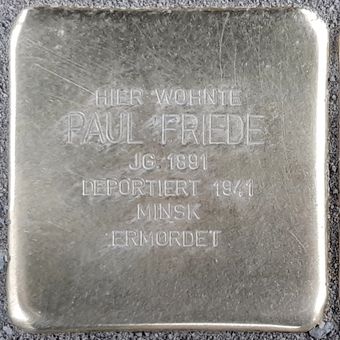 HIER WOHNTE
PAUL FRIEDE
JG. 1891
DEPORTIERT 1941
MINSK
ERMORDET